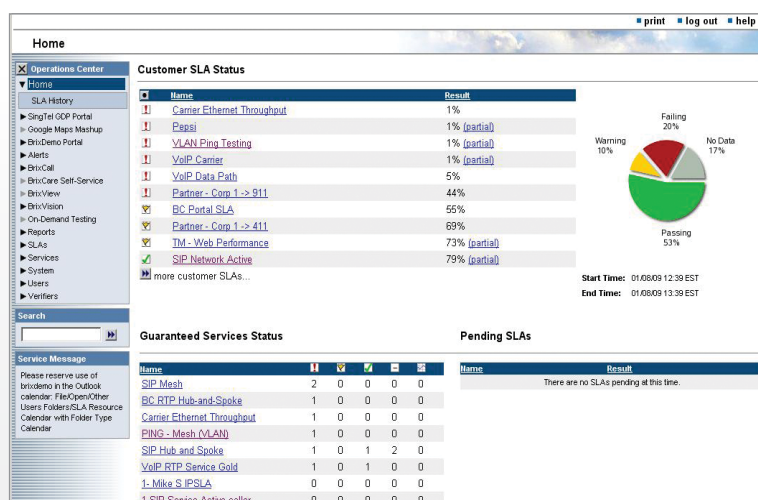 print log out help
Home
Operations Center
Home
SLA History
SingTel GDP Portal
Google Maps Mashup
BrixDemo Portal
Alerts
BrixCall
BrixCare Self-Service
BrixView
BrixVision
On-Demand Testing
Reports
SLAs
Services
System
Users
Verifiers
Search
Service Message
Please reserve use of
brixdemo in the Outlook
calendar: File/Open/Other
Users Folders/SLA Resource
Calendar with Folder Type
Calendar
Customer SLA Status
Name Result
Carrier Ethernet Throughput 1%
Pepsi 1% (partial)
VLAN Ping Testing 1% (partial)
VoIP Carrier 1% (partial)
VoIP Data Path 5%
Partner - Corp 1 -> 911 44%
BC Portal SLA 55%
Partner - Corp 1 -> 411 69%
TM - Web Performance 73% (partial)
SIP Network Active 79% (partial)
more customer SLAs...
Failing
20%
Warning
10%
No Data
17%
Passing
53%
Start Time: 01/08/09 12:39 EST
End Time: 01/08/09 13:39 EST
Guaranteed Services Status
Name
SIP Mesh 2 0 0 0 0
BC RTP Hub-and-Spoke 1 0 0 0 0
Carrier Ethernet Throughput 1 0 0 0 0
PING - Mesh (VLAN) 1 0 0 0 0
SIP Hub and Spoke 1 0 1 2 0
VoIP RTP Service Gold 1 0 1 0 0
1- Mike S IPSLA 0 0 0 0 0
1 SIP Service Active caller 0 0 0 0 0
Pending SLAs
Name Result
There are no SLAs pending at this time.